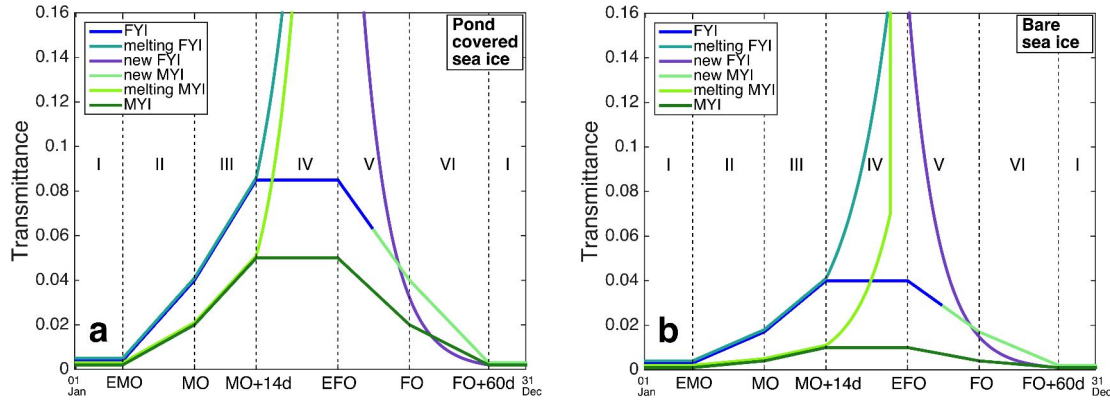 0.16
0.14
0.12
0.1
0.08
0.06
0.04
0.02
0
Transmittance
FYI
melting FYI
new FYI
new MYI
melting MYI
MYI
Pond
covered
sea ice
I II III IV V VI I
a
01
Jan
EMO MO MO+14d EFO FO FO+60d
31
Dec
0.16
0.14
0.12
0.1
0.08
0.06
0.04
0.02
0
Transmittance
FYI
melting FYI
new FYI
new MYI
melting MYI
MYI
Bare
sea ice
I II III IV V VI I
b
01
Jan
EMO MO MO+14d EFO FO FO+60d
31
Dec